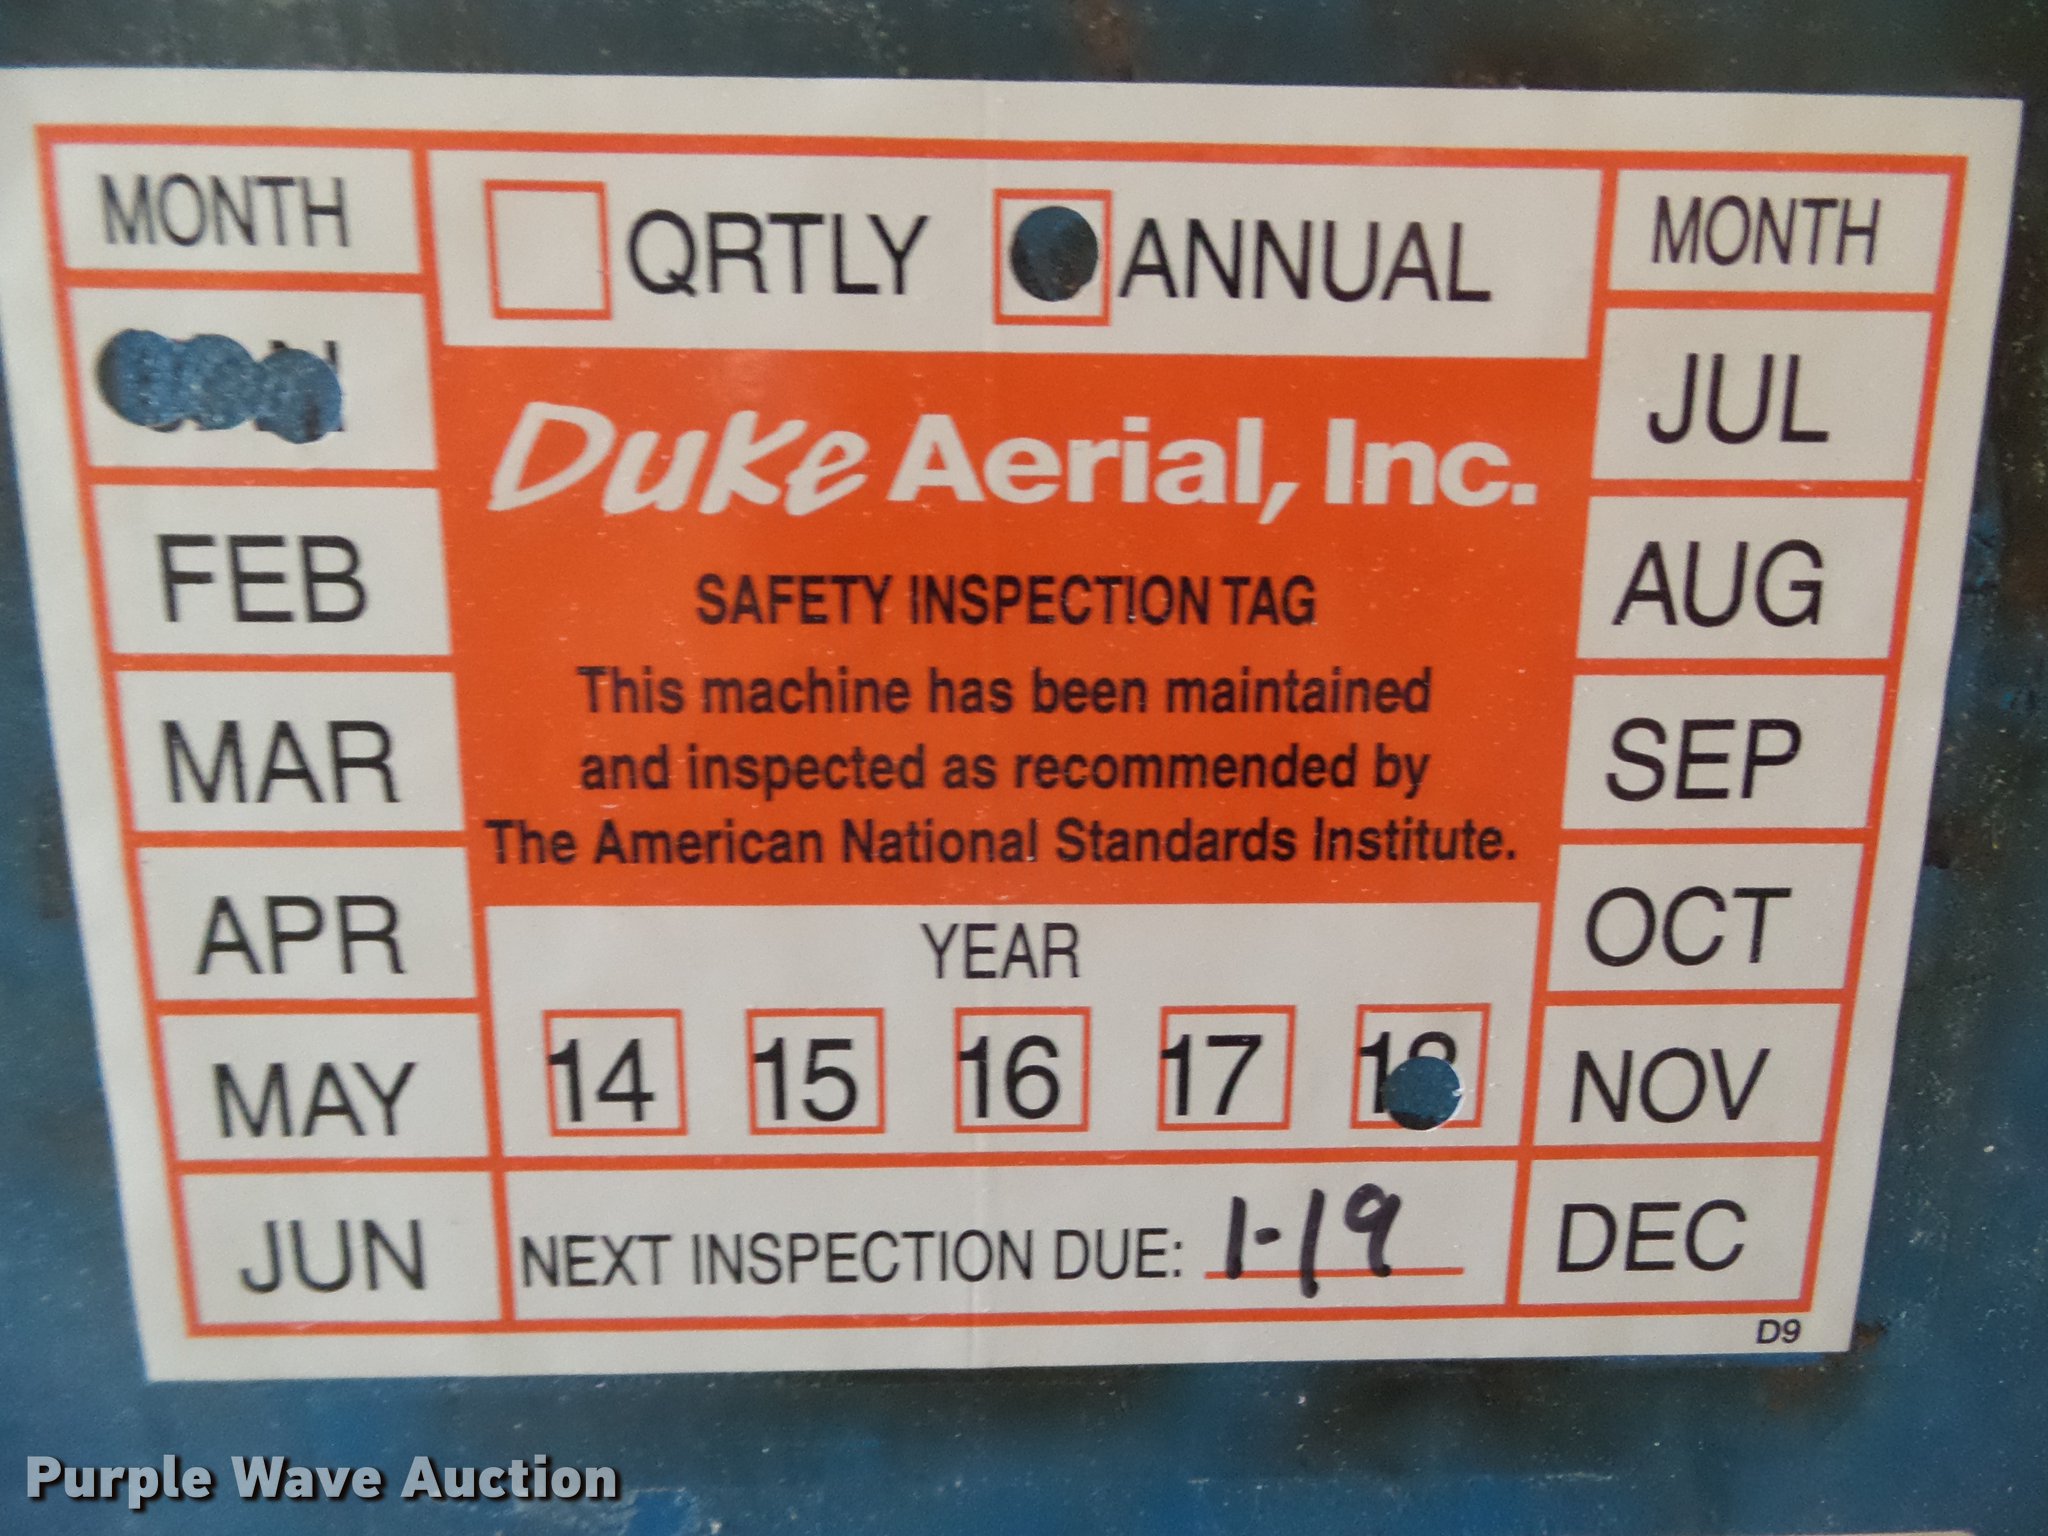 MONTH
QRTLY ANNUAL
MONTH
FEB
MAR
APR
MAY
JUN
Duke Aerial, Inc.
SAFETY INSPECTION TAG
This machine has been maintained
and inspected as recommended by
The American National Standards Institute.
YEAR
14 15 16 17 18
NEXT INSPECTION DUE: 1-19
JUL
AUG
SEP
OCT
NOV
DEC
D9
Purple Wave Auction